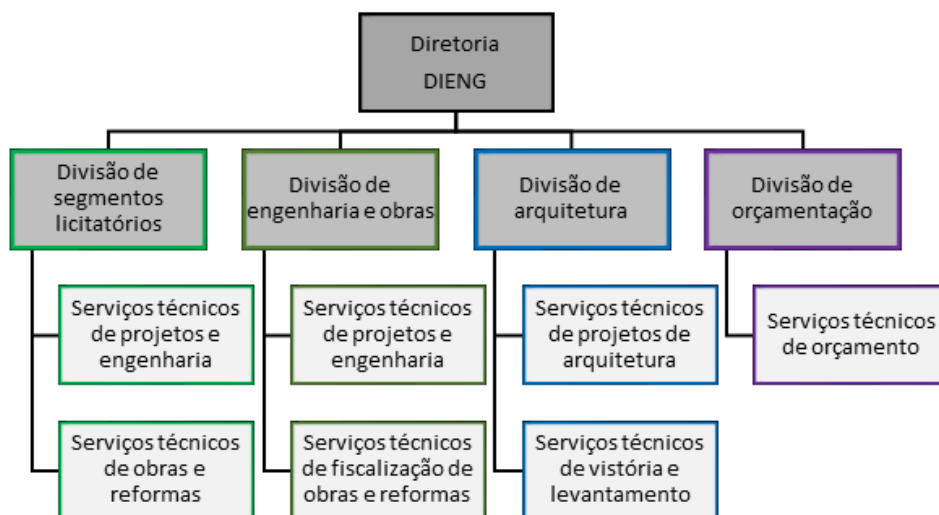 Diretoria
DIENG
Divisão de
segmentos
licitatórios
Divisão de
engenharia e obras
Divisão de
arquitetura
Divisão de
orçamentação
Serviços técnicos
de projetos e
engenharia
Serviços técnicos
de projetos e
engenharia
Serviços técnicos
de projetos de
arquitetura
Serviços técnicos
de orçamento
Serviços técnicos
de obras e
reformas
Serviços técnicos
de fiscalização de
obras e reformas
Serviços técnicos
de vistória e
levantamento